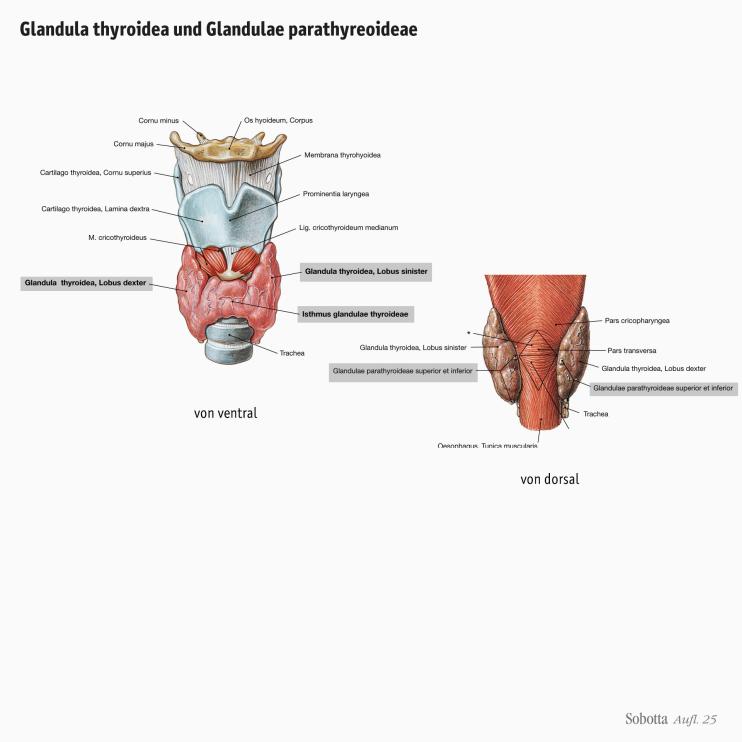 Glandula thyroidea und Glandulae parathyreoideae
Cornu minus
Os hyoideum, Corpus
Cornu majus
Membrana thyrohyoidea
Cartilago thyroidea, Cornu superius
Prominentia laryngea
Cartilago thyroidea, Lamina dextra
Lig. cricothyroideum medianum
M. cricothyroideus
Glandula thyroidea, Lobus sinister
Glandula thyroidea, Lobus dexter
Isthmus glandulae thyroideae
Trachea
von ventral
Pars cricopharyngea
*
Glandula thyroidea, Lobus sinister
Pars transversa
Glandulae parathyroideae superior et inferior
Glandula thyroidea, Lobus dexter
Glandulae parathyroideae superior et inferior
Trachea
Oesophagus, Tunica muscularis
von dorsal
Sobotta Aufl. 25